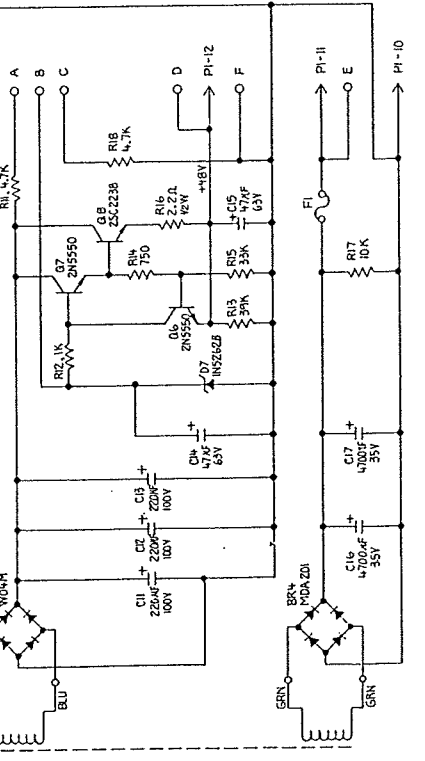 A
B
C
D
P1-12
F
P1-11
E
P1-10
R11, 4.7K
R18
4.7K
+48V
Q8
2SC2238
R16
2.2Ω
1/2W
+
C15
47µF
63V
Q7
2N5550
R14
750
R15
33K
Q6
2N5550
R13
39K
R12, 1K
D7
1N5262B
F1
R17
10K
+
C14
47µF
63V
+
C13
220µF
100V
+
C12
220µF
100V
+
C11
220µF
100V
+
C17
4700µF
35V
+
C16
4700µF
35V
W04M
BR4
MDA201
BLU
GRN
GRN